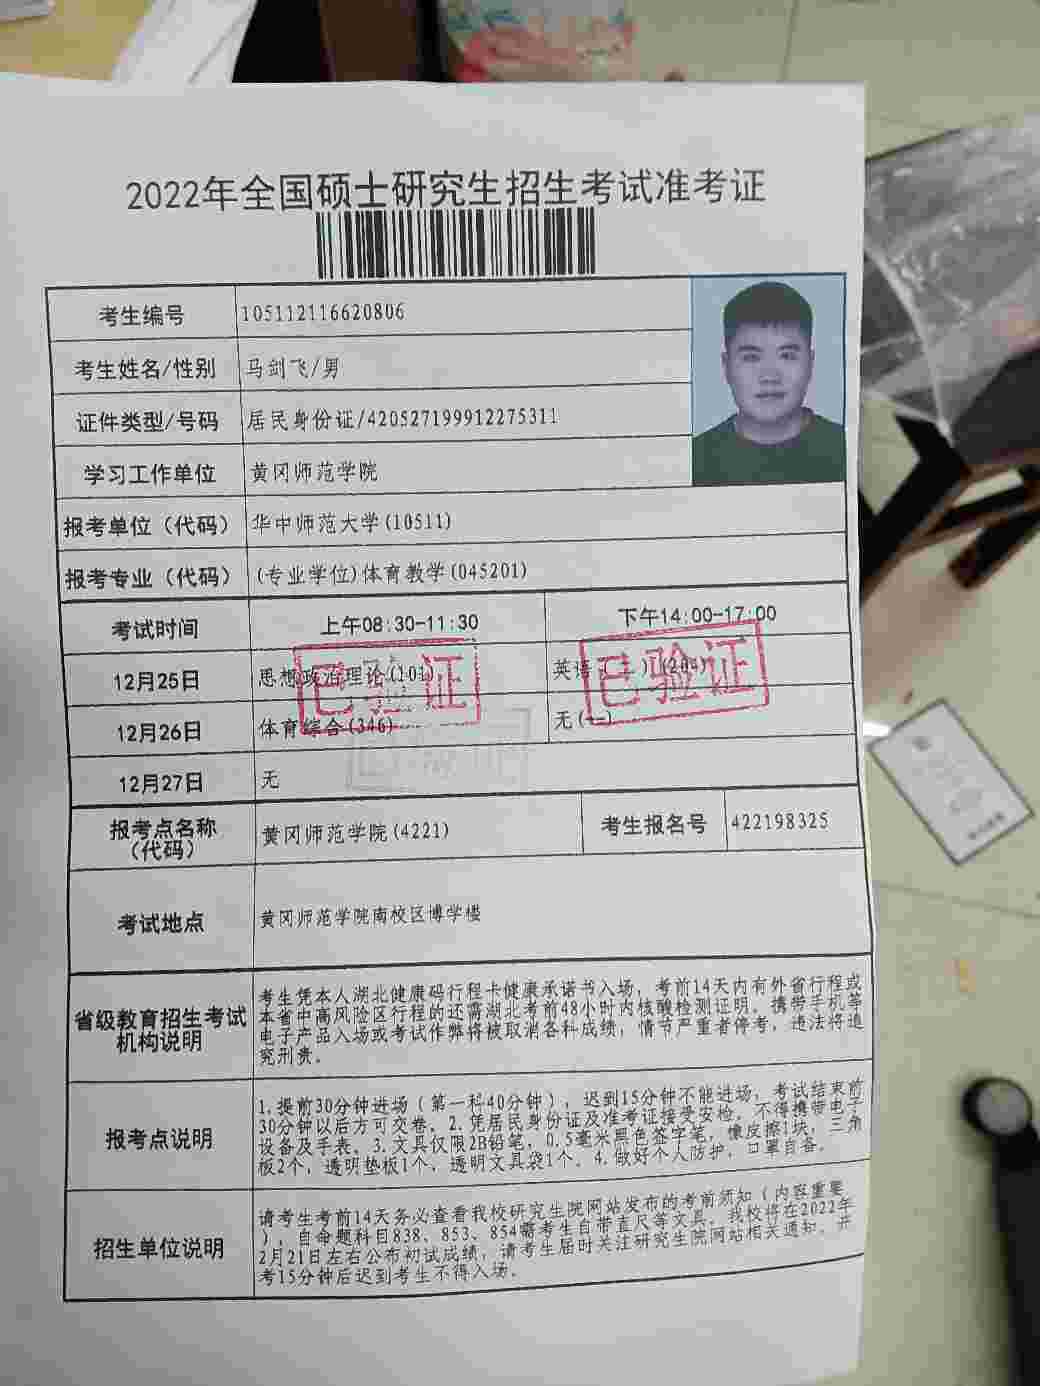 2022年全国硕士研究生招生考试准考证
考生编号 105112116620806
考生姓名/性别 马剑飞/男
证件类型/号码 居民身份证/420527199912275311
学习工作单位 黄冈师范学院
报考单位（代码） 华中师范大学(10511)
报考专业（代码） (专业学位)体育教学(045201)
考试时间 上午08:30-11:30 下午14:00-17:00
12月25日 思想政治理论(101) 英语（二）(204)
已验证 已验证
12月26日 体育综合(346) 无(--)
12月27日 无
报考点名称（代码） 黄冈师范学院(4221) 考生报名号 422198325
考试地点 黄冈师范学院南校区博学楼
省级教育招生考试机构说明
考生凭本人湖北健康码行程卡健康承诺书入场，考前14天内有外省行程或
本省中高风险区行程的还需湖北考前48小时内核酸检测证明。携带手机等
电子产品入场或考试作弊将被取消各科成绩，情节严重者停考，违法将追
究刑责。
报考点说明
1.提前30分钟进场（第一科40分钟），迟到15分钟不能进场，考试结束前
30分钟以后方可交卷。2.凭居民身份证及准考证接受安检，不得携带电子
设备及手表。3.文具仅限2B铅笔，0.5毫米黑色签字笔，橡皮擦1块，三角
板2个，透明垫板1个，透明文具袋1个。4.做好个人防护，口罩自备。
招生单位说明
请考生考前14天务必查看我校研究生院网站发布的考前须知（内容重要
），自命题科目838、853、854需考生自带直尺等文具。我校将在2022年
2月21日左右公布初试成绩，请考生届时关注研究生院网站相关通知。开
考15分钟后迟到考生不得入场。